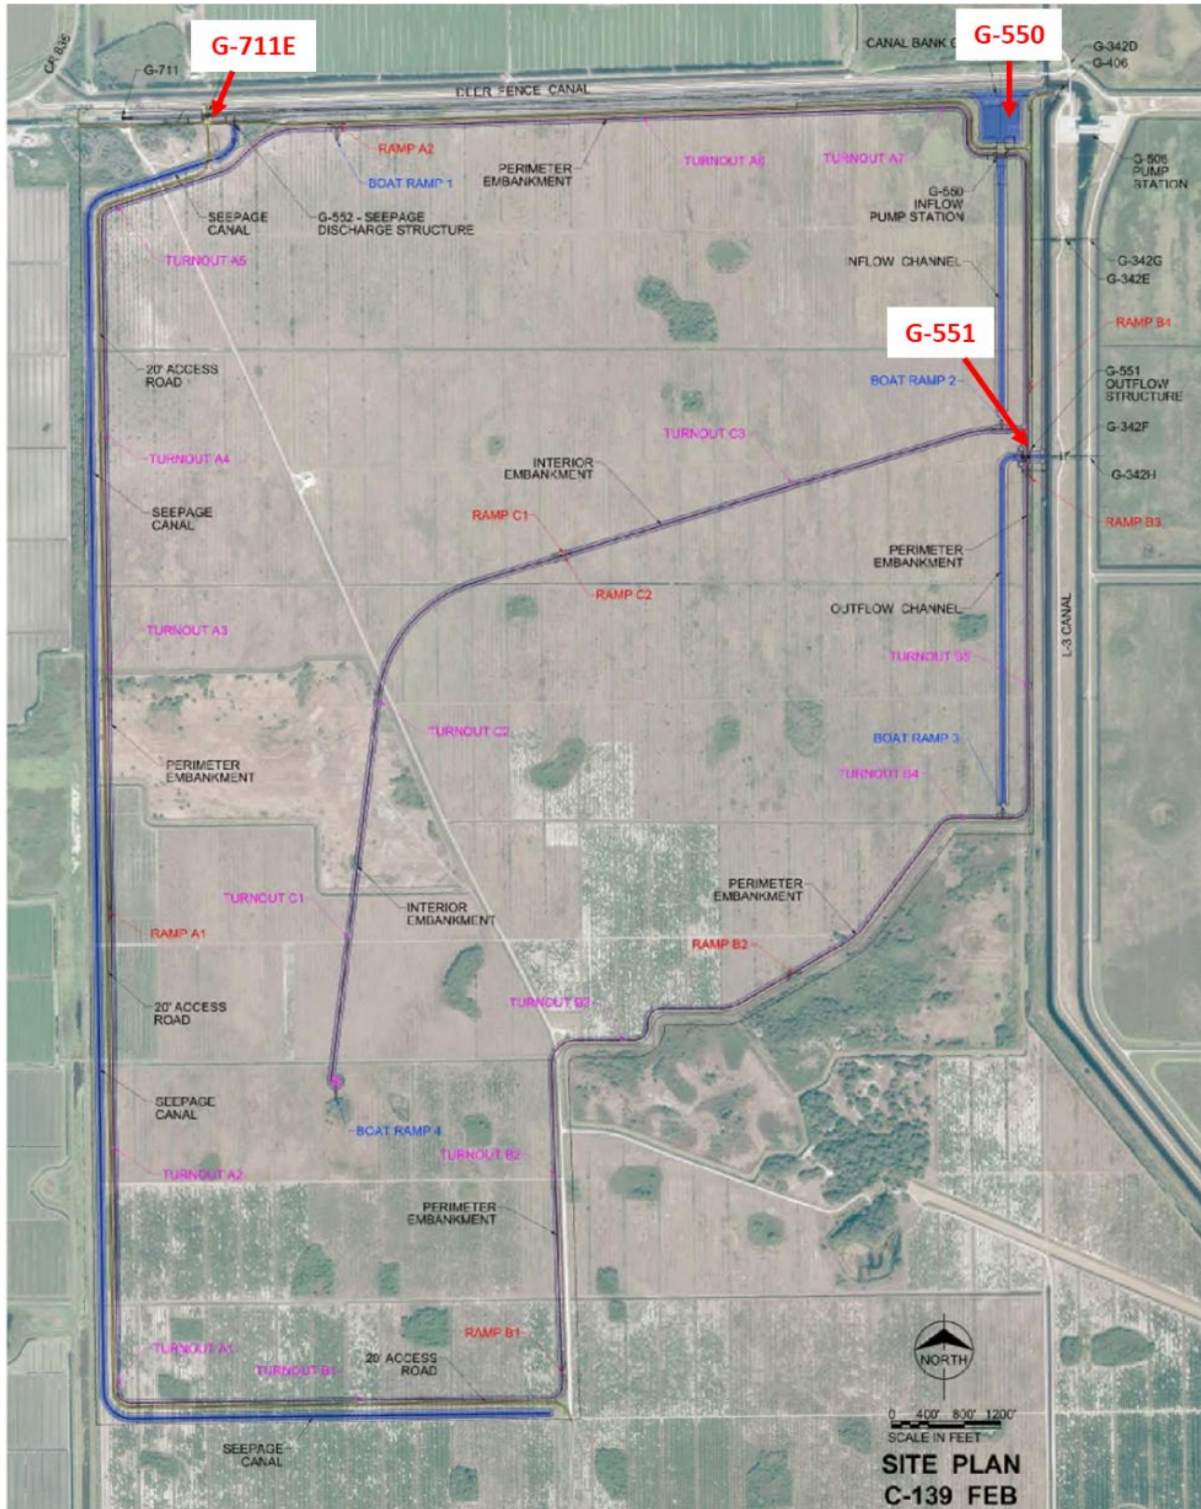 G-711E
G-550
CR 835
G-711
CANAL BANK
G-342D
G-406
DEER FENCE CANAL
RAMP A2
BOAT RAMP 1
PERIMETER
EMBANKMENT
TURNOUT A6
TURNOUT A7
G-550
INFLOW
PUMP STATION
PUMP
STATION
SEEPAGE
CANAL
G-552 - SEEPAGE
DISCHARGE STRUCTURE
TURNOUT A5
INFLOW CHANNEL
G-342G
G-342E
G-551
RAMP B4
20' ACCESS
ROAD
BOAT RAMP 2
G-551
OUTFLOW
STRUCTURE
TURNOUT C3
G-342F
TURNOUT A4
INTERIOR
EMBANKMENT
G-342H
SEEPAGE
CANAL
RAMP C1
RAMP B3
PERIMETER
EMBANKMENT
RAMP C2
OUTFLOW CHANNEL
TURNOUT A3
TURNOUT B5
L-3 CANAL
TURNOUT C2
BOAT RAMP 3
PERIMETER
EMBANKMENT
TURNOUT B4
PERIMETER
EMBANKMENT
TURNOUT C1
INTERIOR
EMBANKMENT
RAMP A1
RAMP B2
20' ACCESS
ROAD
TURNOUT B3
SEEPAGE
CANAL
BOAT RAMP 4
TURNOUT B2
TURNOUT A2
PERIMETER
EMBANKMENT
RAMP B1
TURNOUT A1
20' ACCESS
ROAD
TURNOUT B1
NORTH
0 400' 800' 1200'
SCALE IN FEET
SEEPAGE
CANAL
SITE PLAN
C-139 FEB